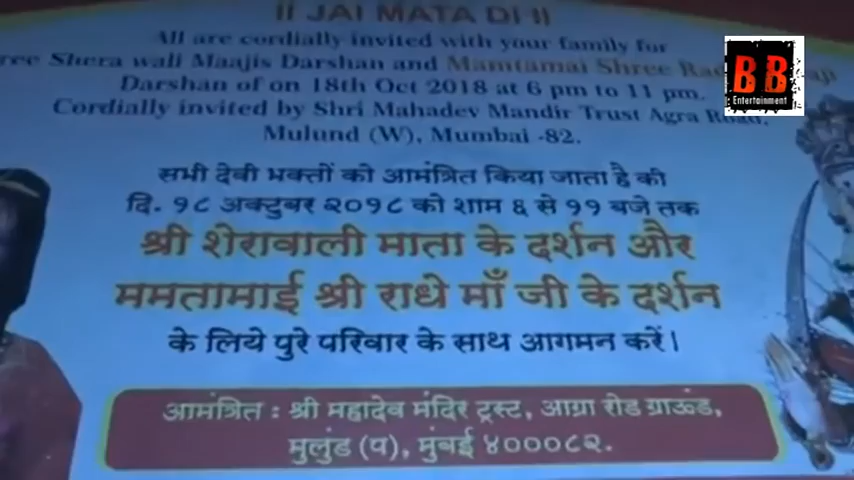 ॥ JAI MATA DI ॥
All are cordially invited with your family for
Shera wali Maajis Darshan and Mamtamai Shree
Darshan of on 18th Oct 2018 at 6 pm to 11 pm.
Cordially invited by Shri Mahadev Mandir Trust Agra Road,
Mulund (W), Mumbai -82.
सभी देवी भक्तों को आमंत्रित किया जाता है की
दि. १८ अक्टुबर २०१८ को शाम ६ से ११ बजे तक
श्री शेरावाली माता के दर्शन और
ममतामाई श्री राधे माँ जी के दर्शन
के लिये पुरे परिवार के साथ आगमन करें।
आमंत्रित : श्री महादेव मंदिर ट्रस्ट, आग्रा रोड ग्राऊंड,
मुलुंड (प), मुंबई ४०००८२.
BB
Entertainment